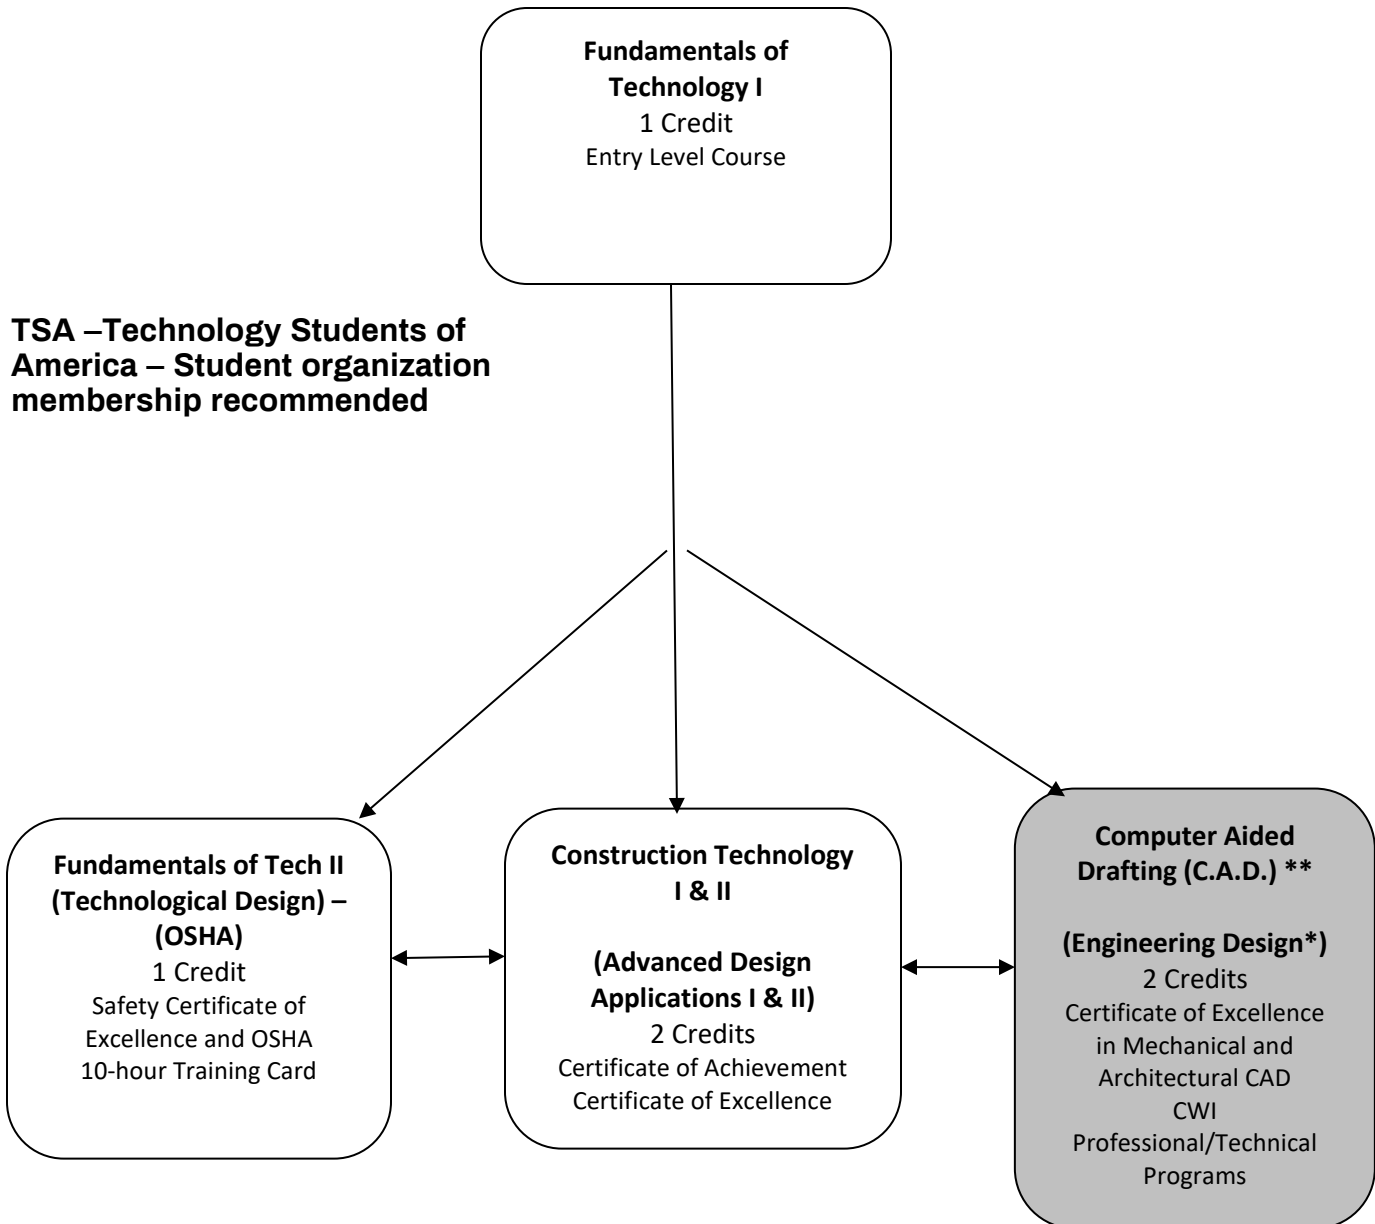 Fundamentals of
Technology I
1 Credit
Entry Level Course
TSA –Technology Students of
America – Student organization
membership recommended
Fundamentals of Tech II
(Technological Design) –
(OSHA)
1 Credit
Safety Certificate of
Excellence and OSHA
10-hour Training Card
Construction Technology
I & II
(Advanced Design
Applications I & II)
2 Credits
Certificate of Achievement
Certificate of Excellence
Computer Aided
Drafting (C.A.D.) **
(Engineering Design*)
2 Credits
Certificate of Excellence
in Mechanical and
Architectural CAD
CWI
Professional/Technical
Programs